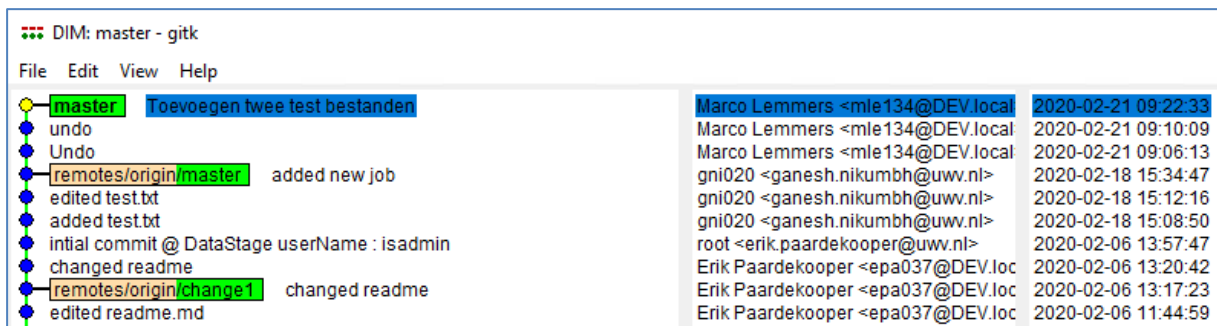 DIM: master - gitk
File Edit View Help
master Toevoegen twee test bestanden Marco Lemmers <mle134@DEV.local 2020-02-21 09:22:33
undo Marco Lemmers <mle134@DEV.local 2020-02-21 09:10:09
Undo Marco Lemmers <mle134@DEV.local 2020-02-21 09:06:13
remotes/origin/master added new job gni020 <ganesh.nikumbh@uwv.nl> 2020-02-18 15:34:47
edited test.txt gni020 <ganesh.nikumbh@uwv.nl> 2020-02-18 15:12:16
added test.txt gni020 <ganesh.nikumbh@uwv.nl> 2020-02-18 15:08:50
intial commit @ DataStage userName : isadmin root <erik.paardekooper@uwv.nl> 2020-02-06 13:57:47
changed readme Erik Paardekooper <epa037@DEV.loc 2020-02-06 13:20:42
remotes/origin/change1 changed readme Erik Paardekooper <epa037@DEV.loc 2020-02-06 13:17:23
edited readme.md Erik Paardekooper <epa037@DEV.loc 2020-02-06 11:44:59